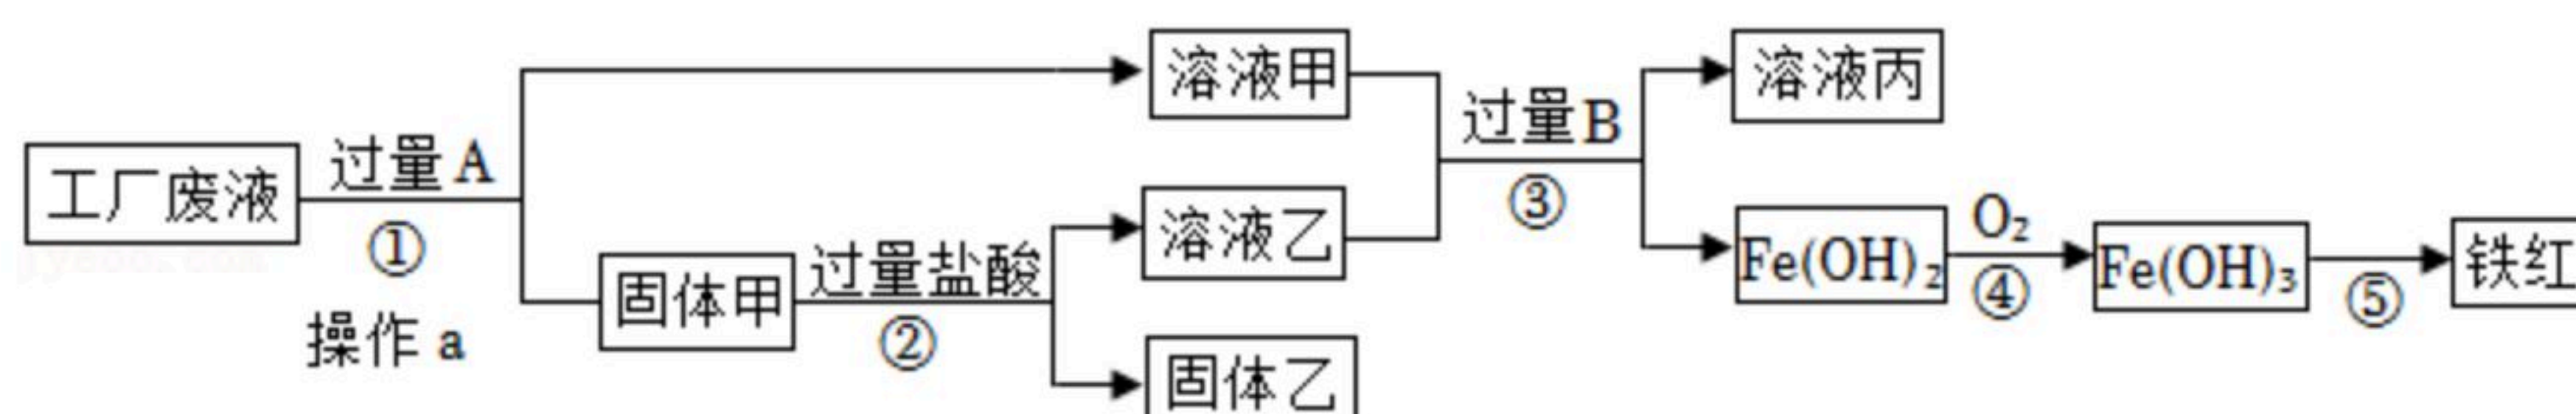 工厂废液
过量A
①
操作 a
固体甲
过量盐酸
②
溶液甲
溶液乙
固体乙
过量B
③
溶液丙
Fe(OH)₂
O₂
④
Fe(OH)₃
⑤
铁红